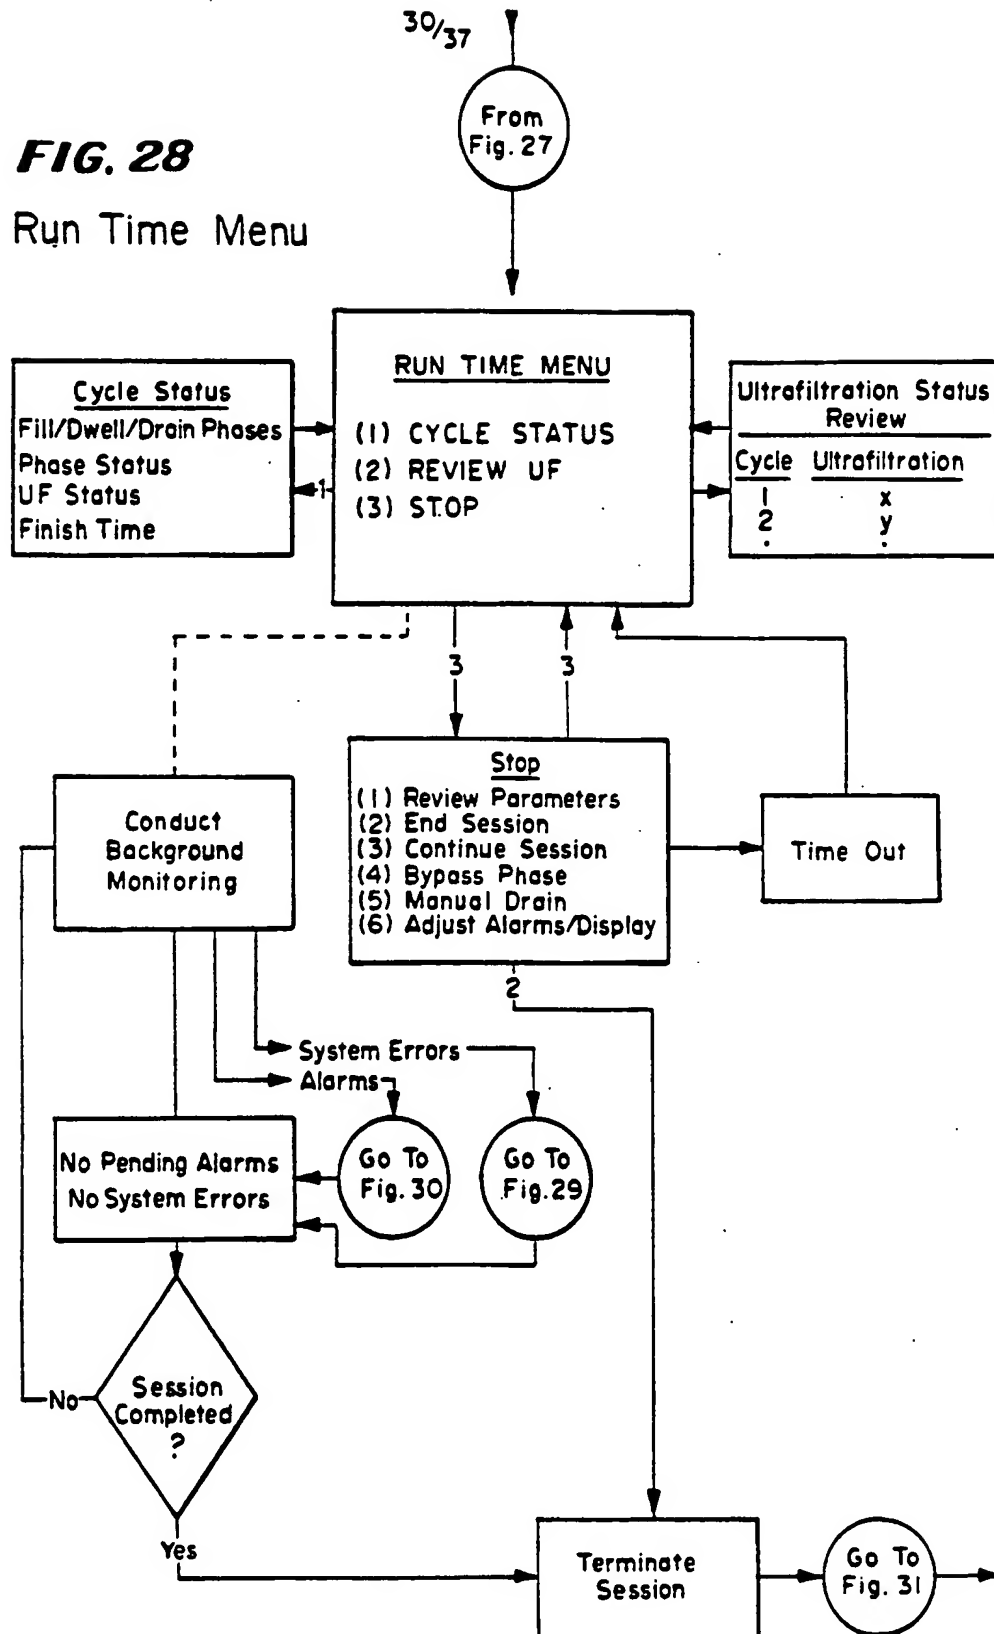 30/37
From
Fig. 27
FIG. 28
Run Time Menu
RUN TIME MENU
(1) CYCLE STATUS
(2) REVIEW UF
(3) STOP
Cycle Status
Fill/Dwell/Drain Phases
Phase Status
UF Status
Finish Time
1
Ultrafiltration Status
Review
Cycle Ultrafiltration
1 x
2 y
. .
3
3
Stop
(1) Review Parameters
(2) End Session
(3) Continue Session
(4) Bypass Phase
(5) Manual Drain
(6) Adjust Alarms/Display
Time Out
Conduct
Background
Monitoring
2
System Errors
Alarms
No Pending Alarms
No System Errors
Go To
Fig. 30
Go To
Fig. 29
Session
Completed
?
No
Yes
Terminate
Session
Go To
Fig. 31